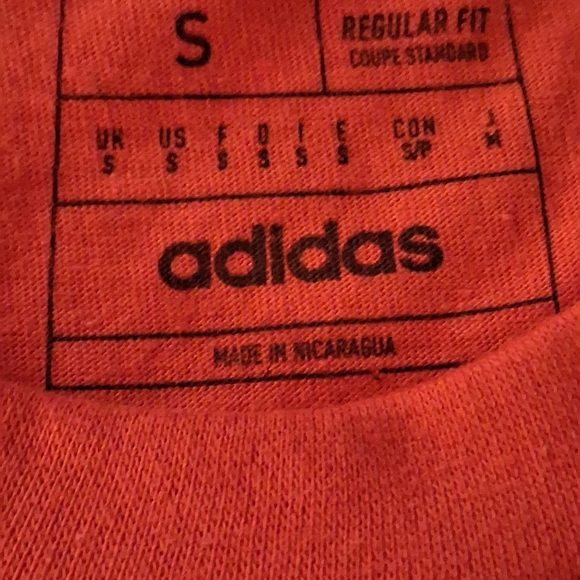 S
REGULAR FIT
COUPE STANDARD
UK US F D I E CON J
S S S S S S S/P M
adidas
MADE IN NICARAGUA